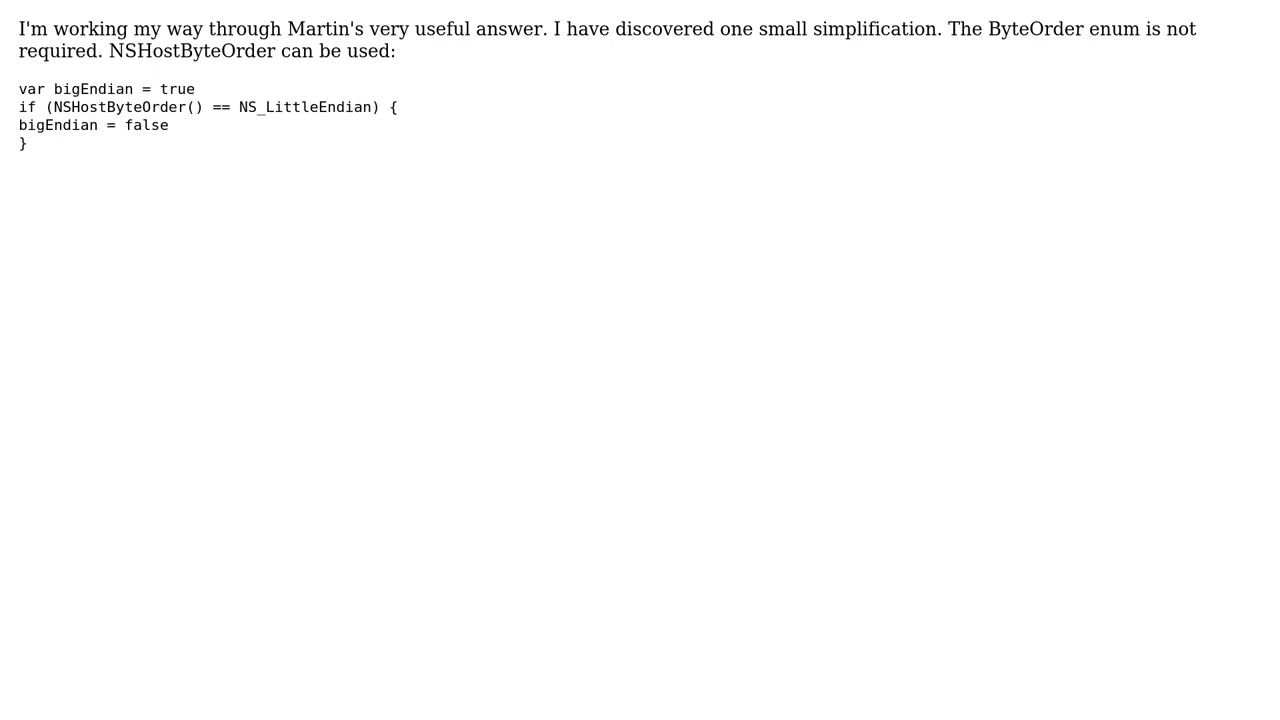 I'm working my way through Martin's very useful answer. I have discovered one small simplification. The ByteOrder enum is not
required. NSHostByteOrder can be used:
var bigEndian = true
if (NSHostByteOrder() == NS_LittleEndian) {
bigEndian = false
}